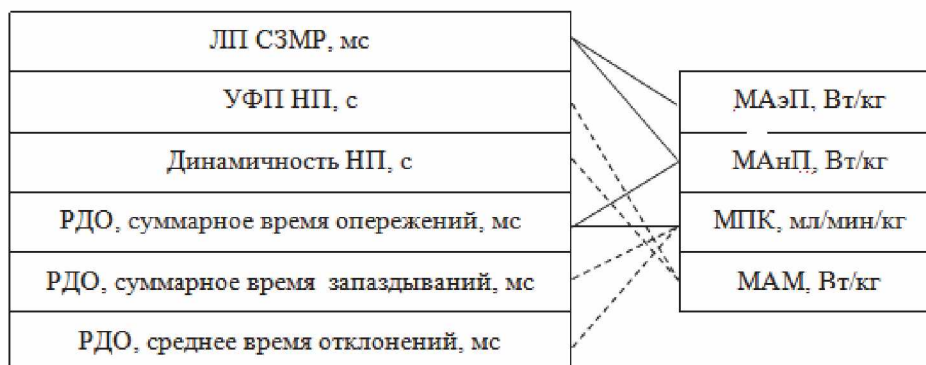 ЛП СЗМР, мс
УФП НП, с
Динамичность НП, с
РДО, суммарное время опережений, мс
РДО, суммарное время запаздываний, мс
РДО, среднее время отклонений, мс
МАэП, Вт/кг
МАнП, Вт/кг
МПК, мл/мин/кг
МАМ, Вт/кг